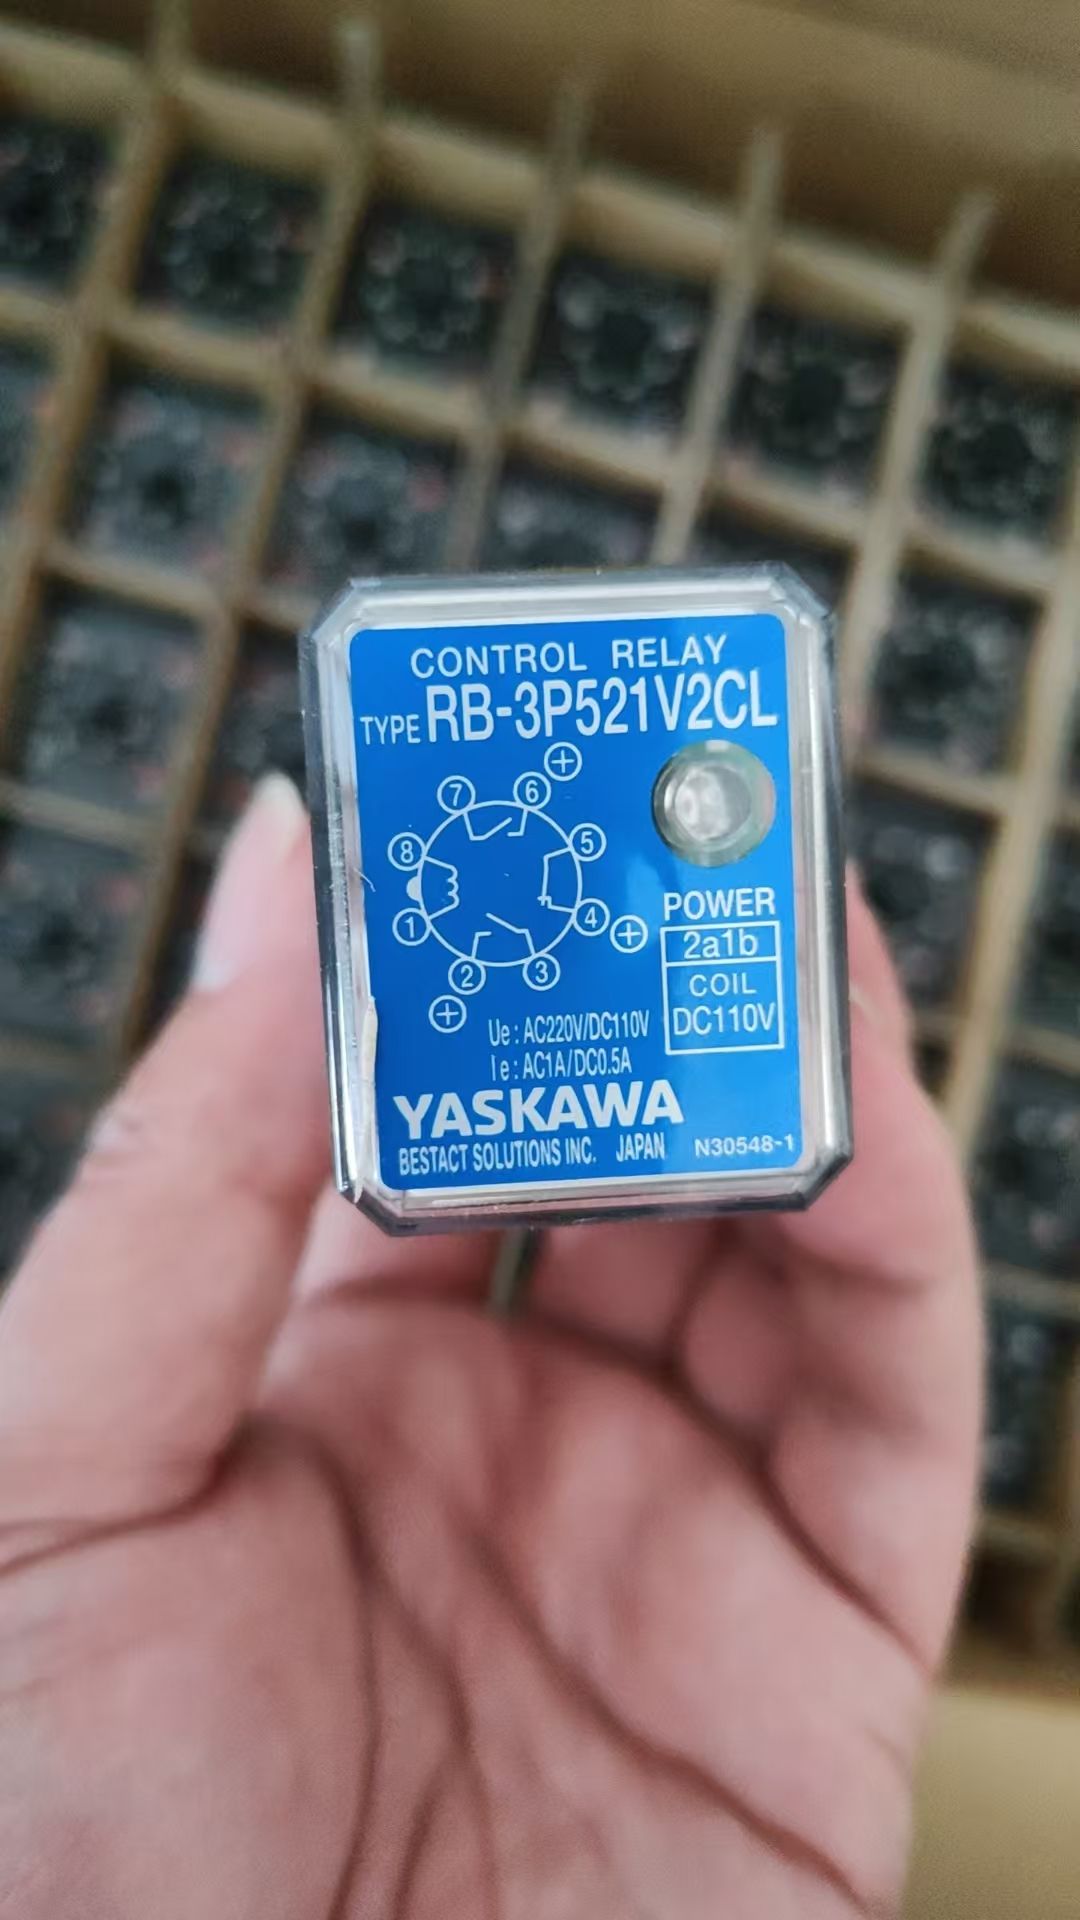 CONTROL RELAY
TYPE RB-3P521V2CL
+
7 6
8 5
1 4 +
2 3
+
POWER
2a1b
COIL
DC110V
Ue : AC220V/DC110V
Ie : AC1A/DC0.5A
YASKAWA
BESTACT SOLUTIONS INC. JAPAN N30548-1